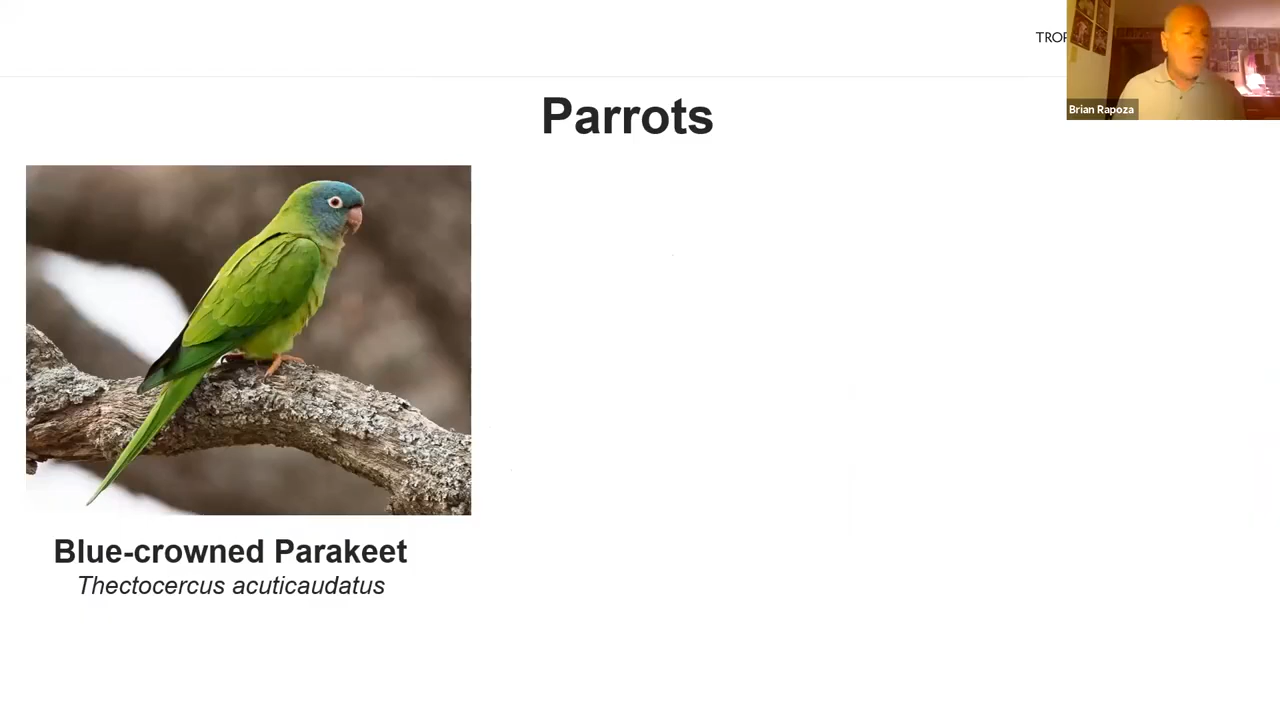 Brian Rapoza
Parrots
Blue-crowned Parakeet
Thectocercus acuticaudatus